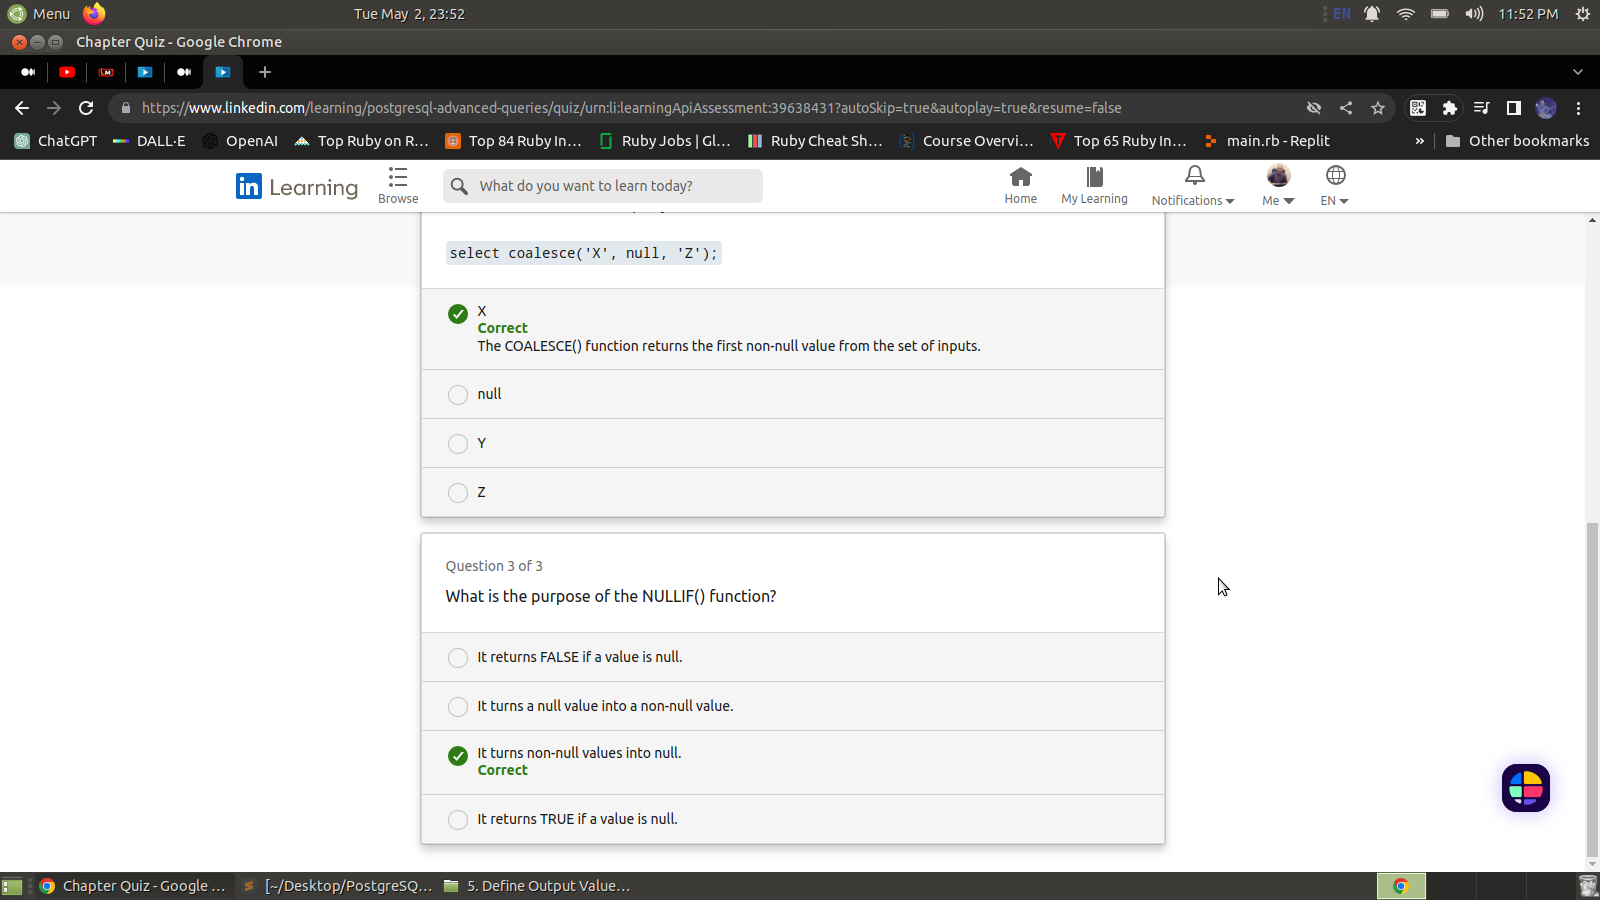 Menu
Tue May 2, 23:52
EN
11:52 PM
Chapter Quiz - Google Chrome
LM
https://www.linkedin.com/learning/postgresql-advanced-queries/quiz/urn:li:learningApiAssessment:39638431?autoSkip=true&autoplay=true&resume=false
ChatGPT
DALL·E
OpenAI
Top Ruby on R...
Top 84 Ruby In...
Ruby Jobs | Gl...
Ruby Cheat Sh...
Course Overvi...
Top 65 Ruby In...
main.rb - Replit
»
Other bookmarks
in Learning
Browse
What do you want to learn today?
Home
My Learning
Notifications
Me
EN
select coalesce('X', null, 'Z');
X
Correct
The COALESCE() function returns the first non-null value from the set of inputs.
null
Y
Z
Question 3 of 3
What is the purpose of the NULLIF() function?
It returns FALSE if a value is null.
It turns a null value into a non-null value.
It turns non-null values into null.
Correct
It returns TRUE if a value is null.
Chapter Quiz - Google ...
[~/Desktop/PostgreSQ...
5. Define Output Value...